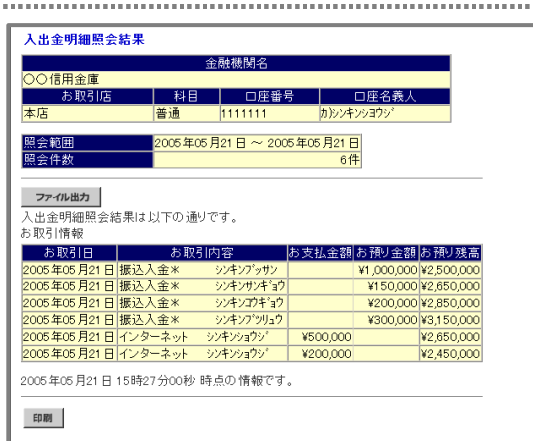 入出金明細照会結果
金融機関名
○○信用金庫
お取引店 科目 口座番号 口座名義人
本店 普通 1111111 カ)シンキンショウジ
照会範囲 2005年05月21日 ～ 2005年05月21日
照会件数 6件
ファイル出力
入出金明細照会結果は以下の通りです。
お取引情報
お取引日 お取引内容 お支払金額 お預り金額 お預り残高
2005年05月21日 振込入金＊ シンキンブッサン ¥1,000,000 ¥2,500,000
2005年05月21日 振込入金＊ シンキンサンギョウ ¥150,000 ¥2,650,000
2005年05月21日 振込入金＊ シンキンコウギョウ ¥200,000 ¥2,850,000
2005年05月21日 振込入金＊ シンキンブツリュウ ¥300,000 ¥3,150,000
2005年05月21日 インターネット シンキンショウジ ¥500,000 ¥2,650,000
2005年05月21日 インターネット シンキンショウジ ¥200,000 ¥2,450,000
2005年05月21日 15時27分00秒 時点の情報です。
印刷